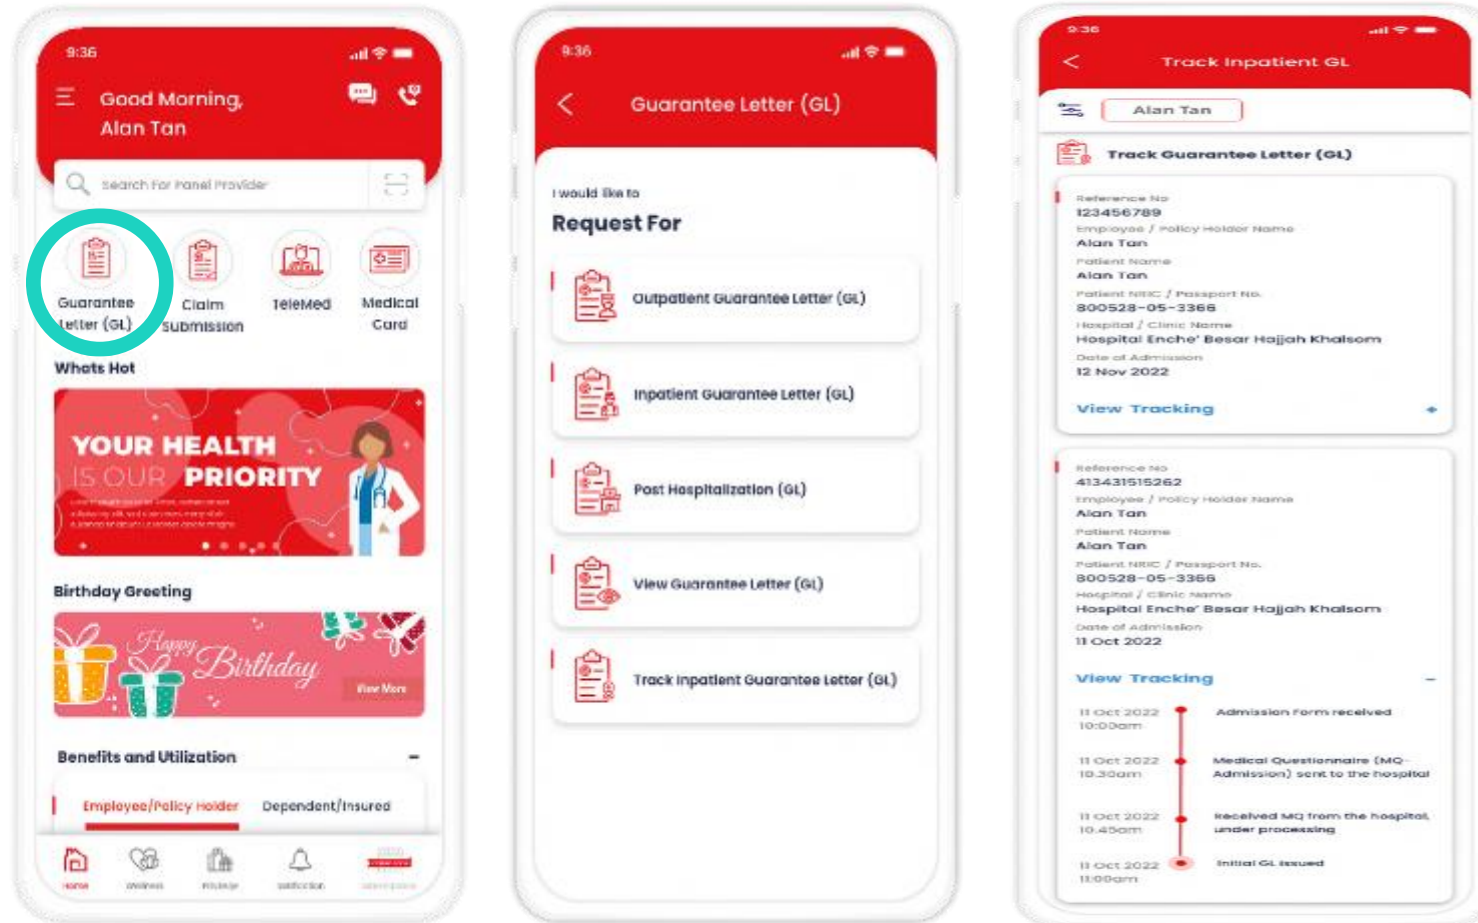 9:36
Good Morning,
Alan Tan
Search For Panel Provider
Guarantee
Letter (GL)
Claim
Submission
TeleMed
Medical
Card
Whats Hot
YOUR HEALTH
IS OUR PRIORITY
Birthday Greeting
Happy
Birthday
View More
Benefits and Utilization
Employee/Policy Holder
Dependent/Insured
Home
Wellness
9:36
Guarantee Letter (GL)
I would like to
Request For
Outpatient Guarantee Letter (GL)
Inpatient Guarantee Letter (GL)
Post Hospitalization (GL)
View Guarantee Letter (GL)
Track Inpatient Guarantee Letter (GL)
9:36
Track Inpatient GL
Alan Tan
Track Guarantee Letter (GL)
Reference No
123456789
Employee / Policy Holder Name
Alan Tan
Patient Name
Alan Tan
Patient NRIC / Passport No.
800528-05-3366
Hospital / Clinic Name
Hospital Enche' Besar Hajjah Khalsom
Date of Admission
12 Nov 2022
View Tracking +
Reference No
413431515262
Employee / Policy Holder Name
Alan Tan
Patient Name
Alan Tan
Patient NRIC / Passport No.
800528-05-3366
Hospital / Clinic Name
Hospital Enche' Besar Hajjah Khalsom
Date of Admission
11 Oct 2022
View Tracking -
11 Oct 2022
10:00am
Admission Form received
11 Oct 2022
10.30am
Medical Questionnaire (MQ-
Admission) sent to the hospital
11 Oct 2022
10.45am
Received MQ from the hospital,
under processing
11 Oct 2022
11:00am
Initial GL issued